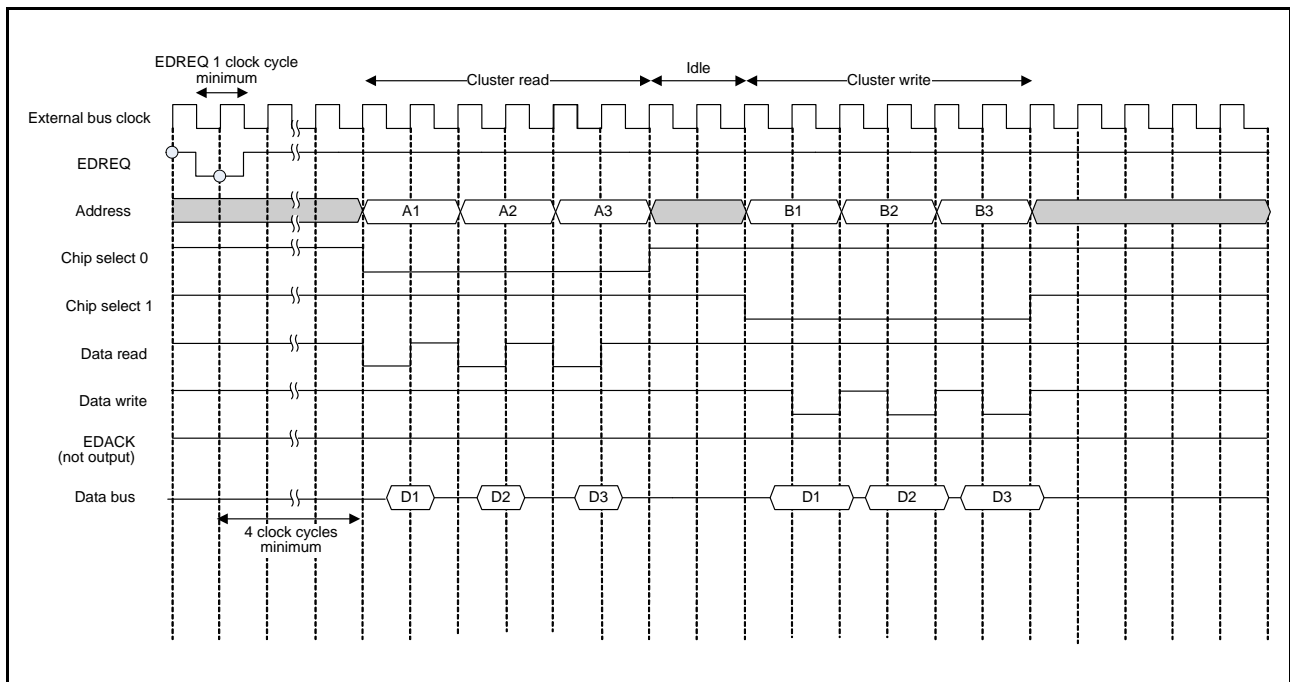 EDREQ 1 clock cycle
minimum
Cluster read
Idle
Cluster write
External bus clock
EDREQ
Address
A1
A2
A3
B1
B2
B3
Chip select 0
Chip select 1
Data read
Data write
EDACK
(not output)
Data bus
D1
D2
D3
D1
D2
D3
4 clock cycles
minimum